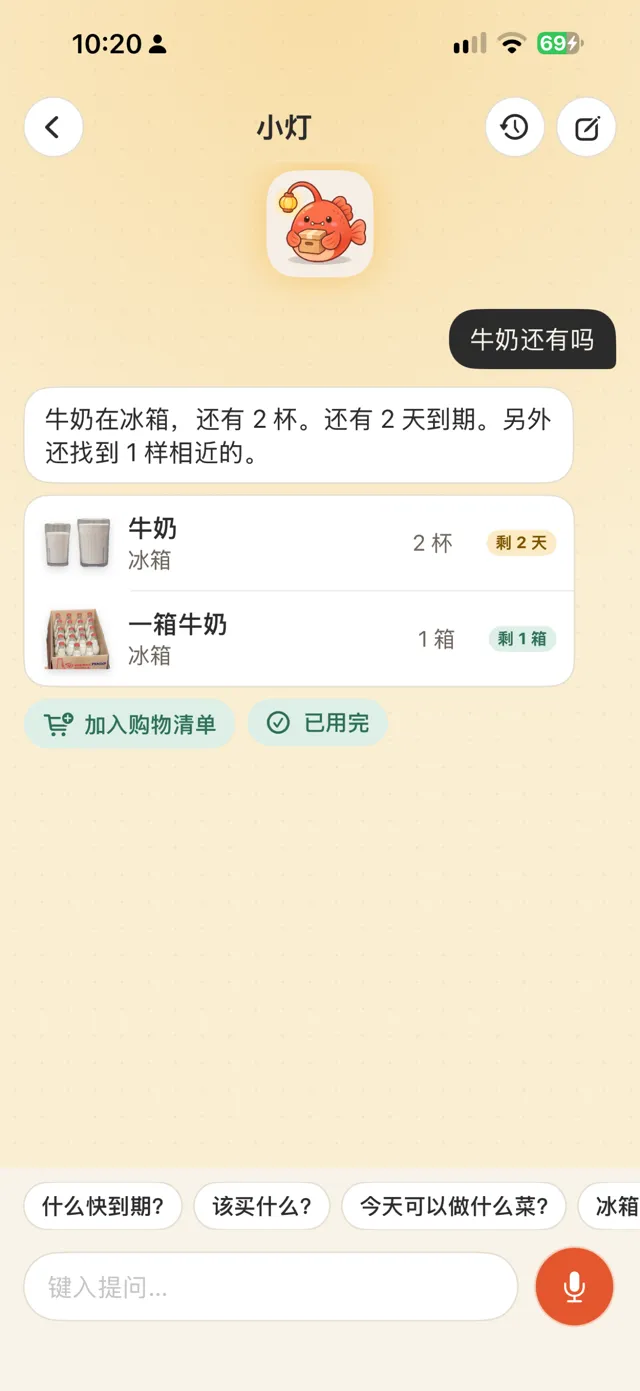 10:20
69
小灯
牛奶还有吗
牛奶在冰箱，还有 2 杯。还有 2 天到期。另外
还找到 1 样相近的。
牛奶
冰箱
2 杯
剩 2 天
一箱牛奶
冰箱
1 箱
剩 1 箱
加入购物清单
已用完
什么快到期?
该买什么?
今天可以做什么菜?
冰箱
键入提问...